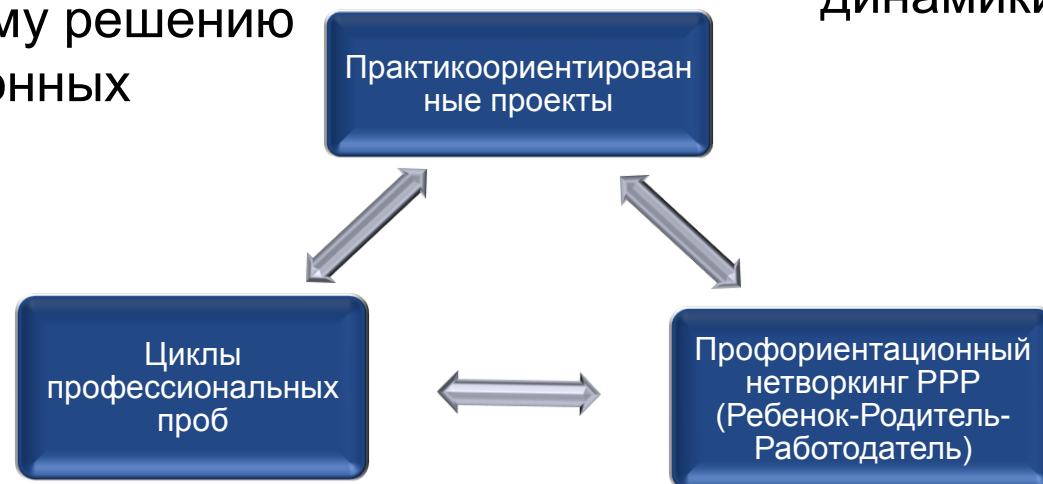 му решению
онных
динамики
Практикоориентирован
ные проекты
Циклы
профессиональных
проб
Профориентационный
нетворкинг РРР
(Ребенок-Родитель-
Работодатель)